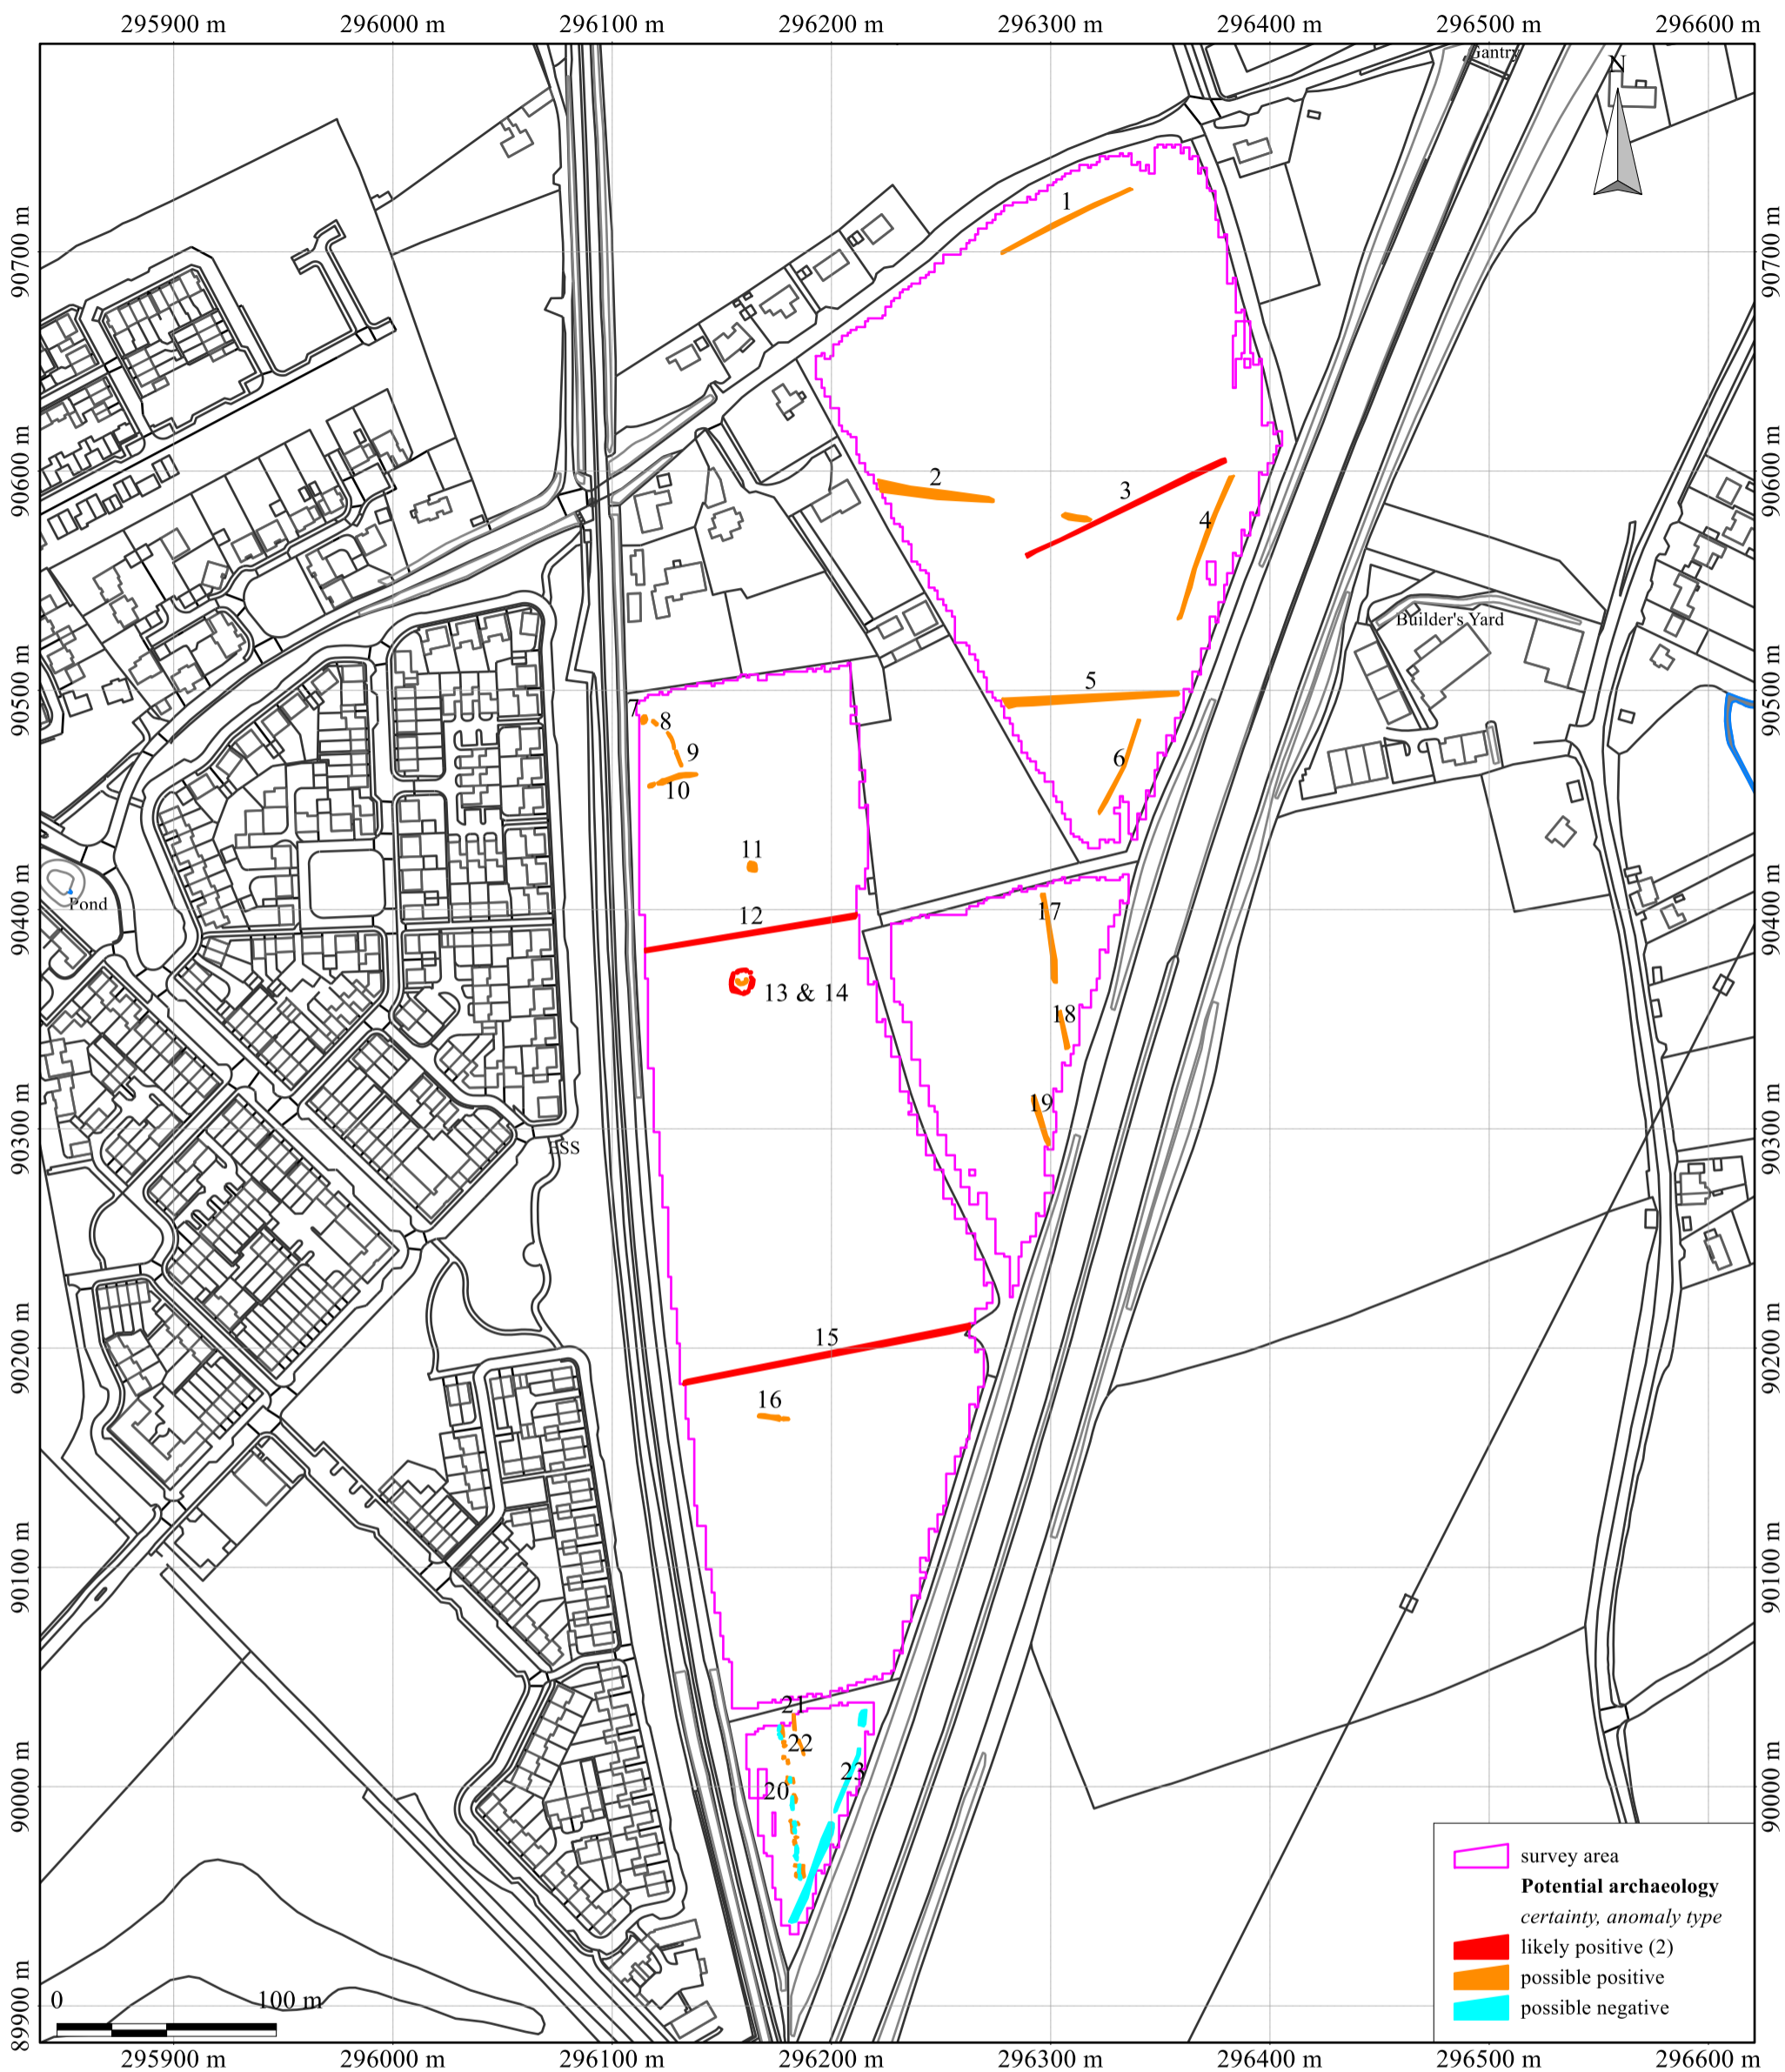 295900 m 296000 m 296100 m 296200 m 296300 m 296400 m 296500 m 296600 m
Gantry
N
1
90700 m 90700 m
90600 m 90600 m
2
3
4
Builder's Yard
5
90500 m 90500 m
7
8
9
6
10
11
Pond
90400 m 90400 m
12
17
13 & 14
18
19
90300 m 90300 m
ESS
15
90200 m 90200 m
16
90100 m 90100 m
21
22
23
20
90000 m 90000 m
survey area
Potential archaeology
certainty, anomaly type
likely positive (2)
possible positive
possible negative
0 100 m
89900 m
295900 m 296000 m 296100 m 296200 m 296300 m 296400 m 296500 m 296600 m